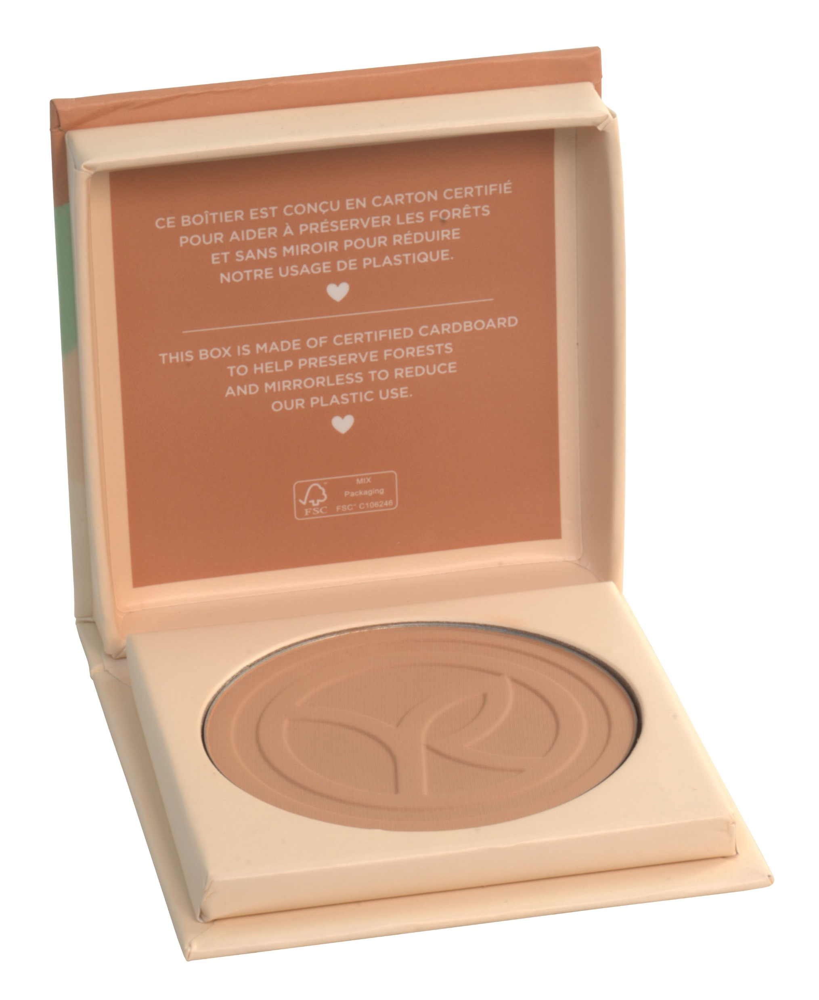 CE BOÎTIER EST CONÇU EN CARTON CERTIFIÉ
POUR AIDER À PRÉSERVER LES FORÊTS
ET SANS MIROIR POUR RÉDUIRE
NOTRE USAGE DE PLASTIQUE.
THIS BOX IS MADE OF CERTIFIED CARDBOARD
TO HELP PRESERVE FORESTS
AND MIRRORLESS TO REDUCE
OUR PLASTIC USE.
MIX
Packaging
FSC™ C106246
FSC
YR